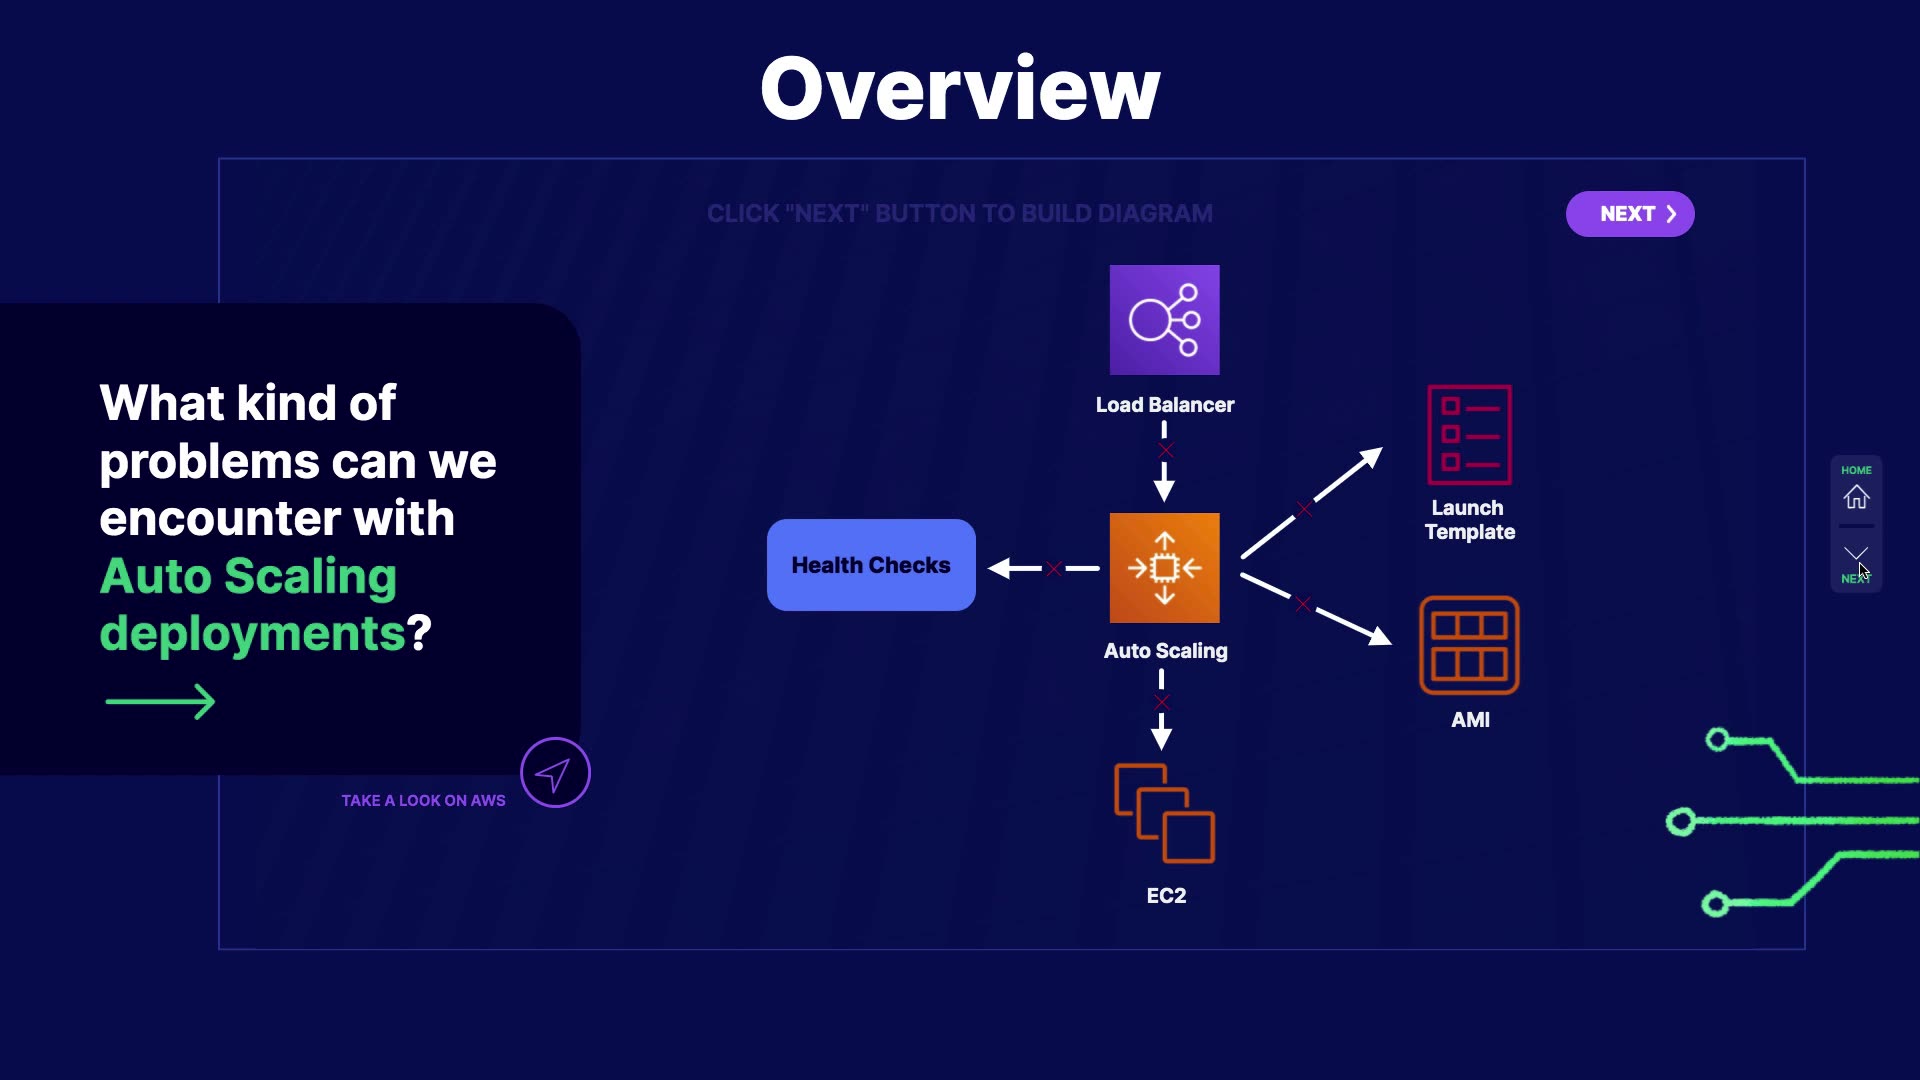 Overview
CLICK "NEXT" BUTTON TO BUILD DIAGRAM
NEXT
What kind of
problems can we
encounter with
Auto Scaling
deployments?
TAKE A LOOK ON AWS
Load Balancer
Health Checks
Auto Scaling
EC2
Launch
Template
AMI
HOME
NEXT